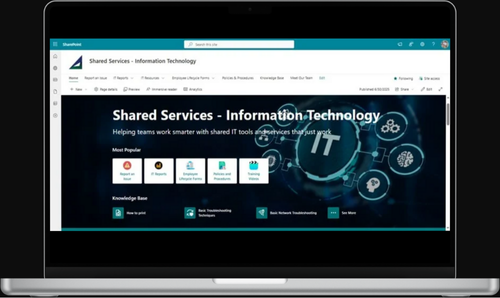 SharePoint
Search this site
Shared Services - Information Technology
Home Report an Issue IT Reports IT Resources Employee Lifecycle Forms Policies & Procedures Knowledge Base Meet Our Team Edit
Following Site access
+ New Page details Preview Immersive reader Analytics
Share Edit
Shared Services - Information Technology
Helping teams work smarter with shared IT tools and services that just work
IT
Most Popular
Report an Issue
IT Reports
Employee Lifecycle Forms
Policies and Procedures
Training Videos
Knowledge Base
How to print
Basic Troubleshooting Techniques
Basic Network Troubleshooting
See More